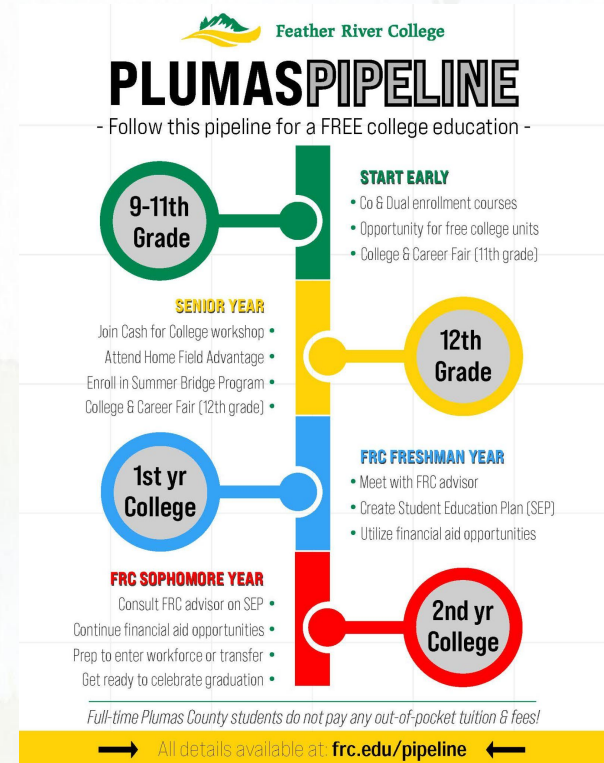 Feather River College
PLUMASPIPELINE
- Follow this pipeline for a FREE college education -
9-11th
Grade
START EARLY
• Co & Dual enrollment courses
• Opportunity for free college units
• College & Career Fair (11th grade)
SENIOR YEAR
Join Cash for College workshop •
Attend Home Field Advantage •
Enroll in Summer Bridge Program •
College & Career Fair (12th grade) •
12th
Grade
1st yr
College
FRC FRESHMAN YEAR
• Meet with FRC advisor
• Create Student Education Plan (SEP)
• Utilize financial aid opportunities
FRC SOPHOMORE YEAR
Consult FRC advisor on SEP •
Continue financial aid opportunities •
Prep to enter workforce or transfer •
Get ready to celebrate graduation •
2nd yr
College
Full-time Plumas County students do not pay any out-of-pocket tuition & fees!
All details available at: frc.edu/pipeline